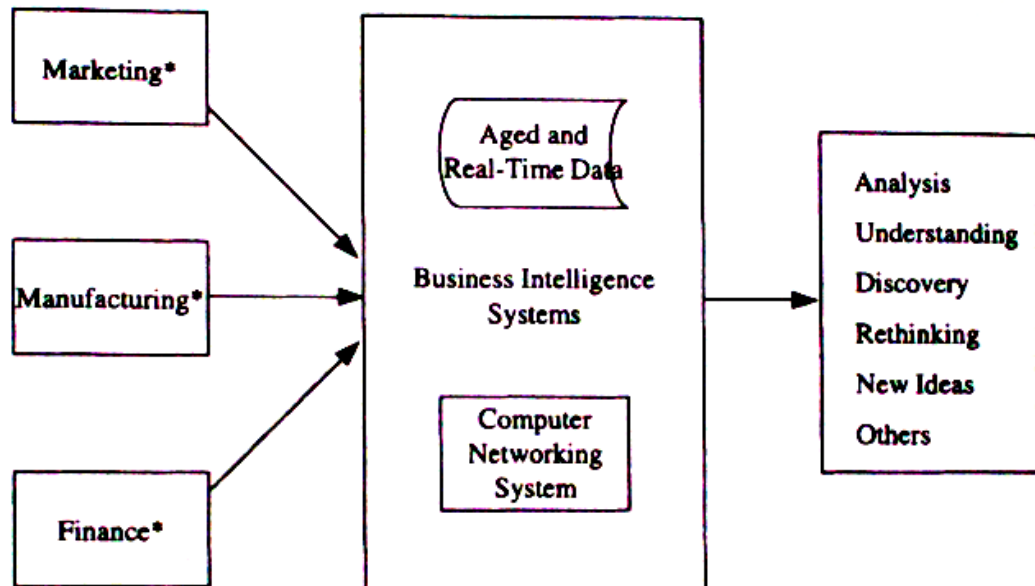 Marketing*
Manufacturing*
Finance*
Aged and
Real-Time Data
Business Intelligence
Systems
Computer
Networking
System
Analysis
Understanding
Discovery
Rethinking
New Ideas
Others